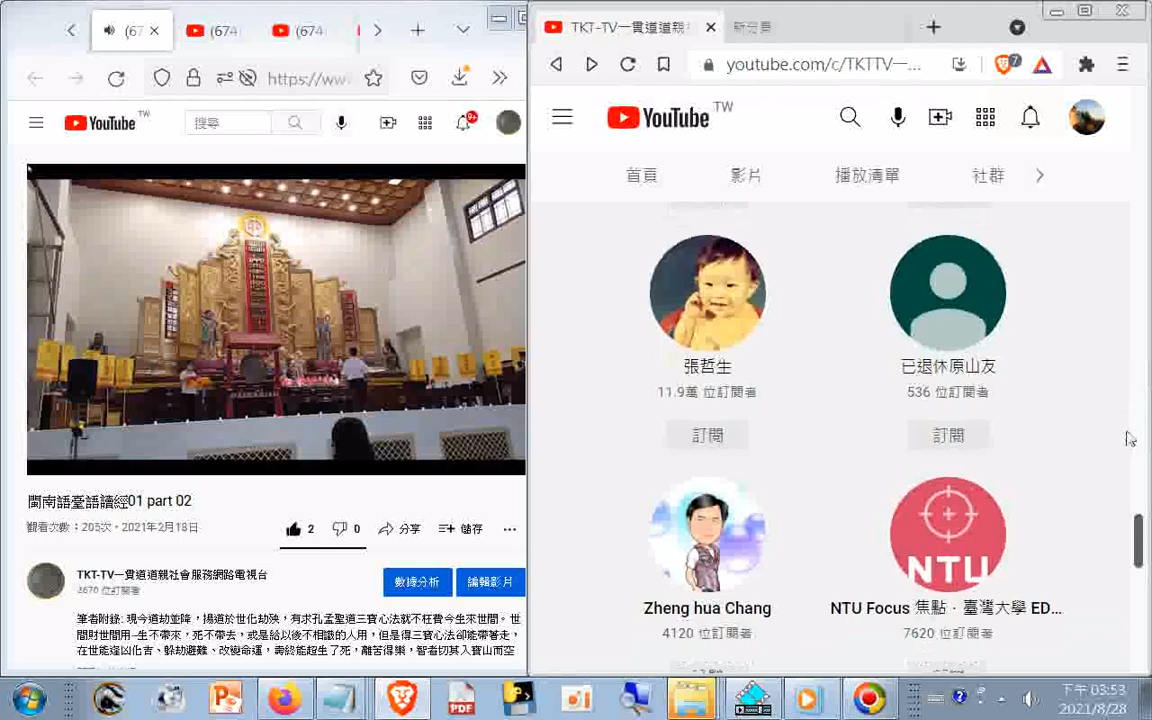 (67
(674
(674
https://ww
YouTube TW
搜尋
9+
閩南語臺語讀經01 part 02
觀看次數：205次・2021年2月18日
2
0
分享
儲存
TKT-TV一貫道道親社會服務網路電視台
數據分析
編輯影片
筆者附錄: 現今道劫並降，揚道於世化劫殃，有求孔孟聖道三寶心法就不枉費今生來世間。世
間財世間用─生不帶來，死不帶去，或是給以後不相識的人用，但是得三寶心法卻能帶著走，
在世能逢凶化吉、躲劫避難、改變命運，壽終能超生了死，離苦得樂，智者切其入寶山而空
TKT-TV一貫道道親
新分頁
youtube.com/c/TKTTV一...
7
YouTube TW
首頁
影片
播放清單
社群
張哲生
11.9萬 位訂閱者
訂閱
已退休原山友
536 位訂閱者
訂閱
Zheng hua Chang
4120 位訂閱者
NTU
NTU Focus 焦點．臺灣大學 ED...
7620 位訂閱者
PDF
下午 03:53
2021/8/28